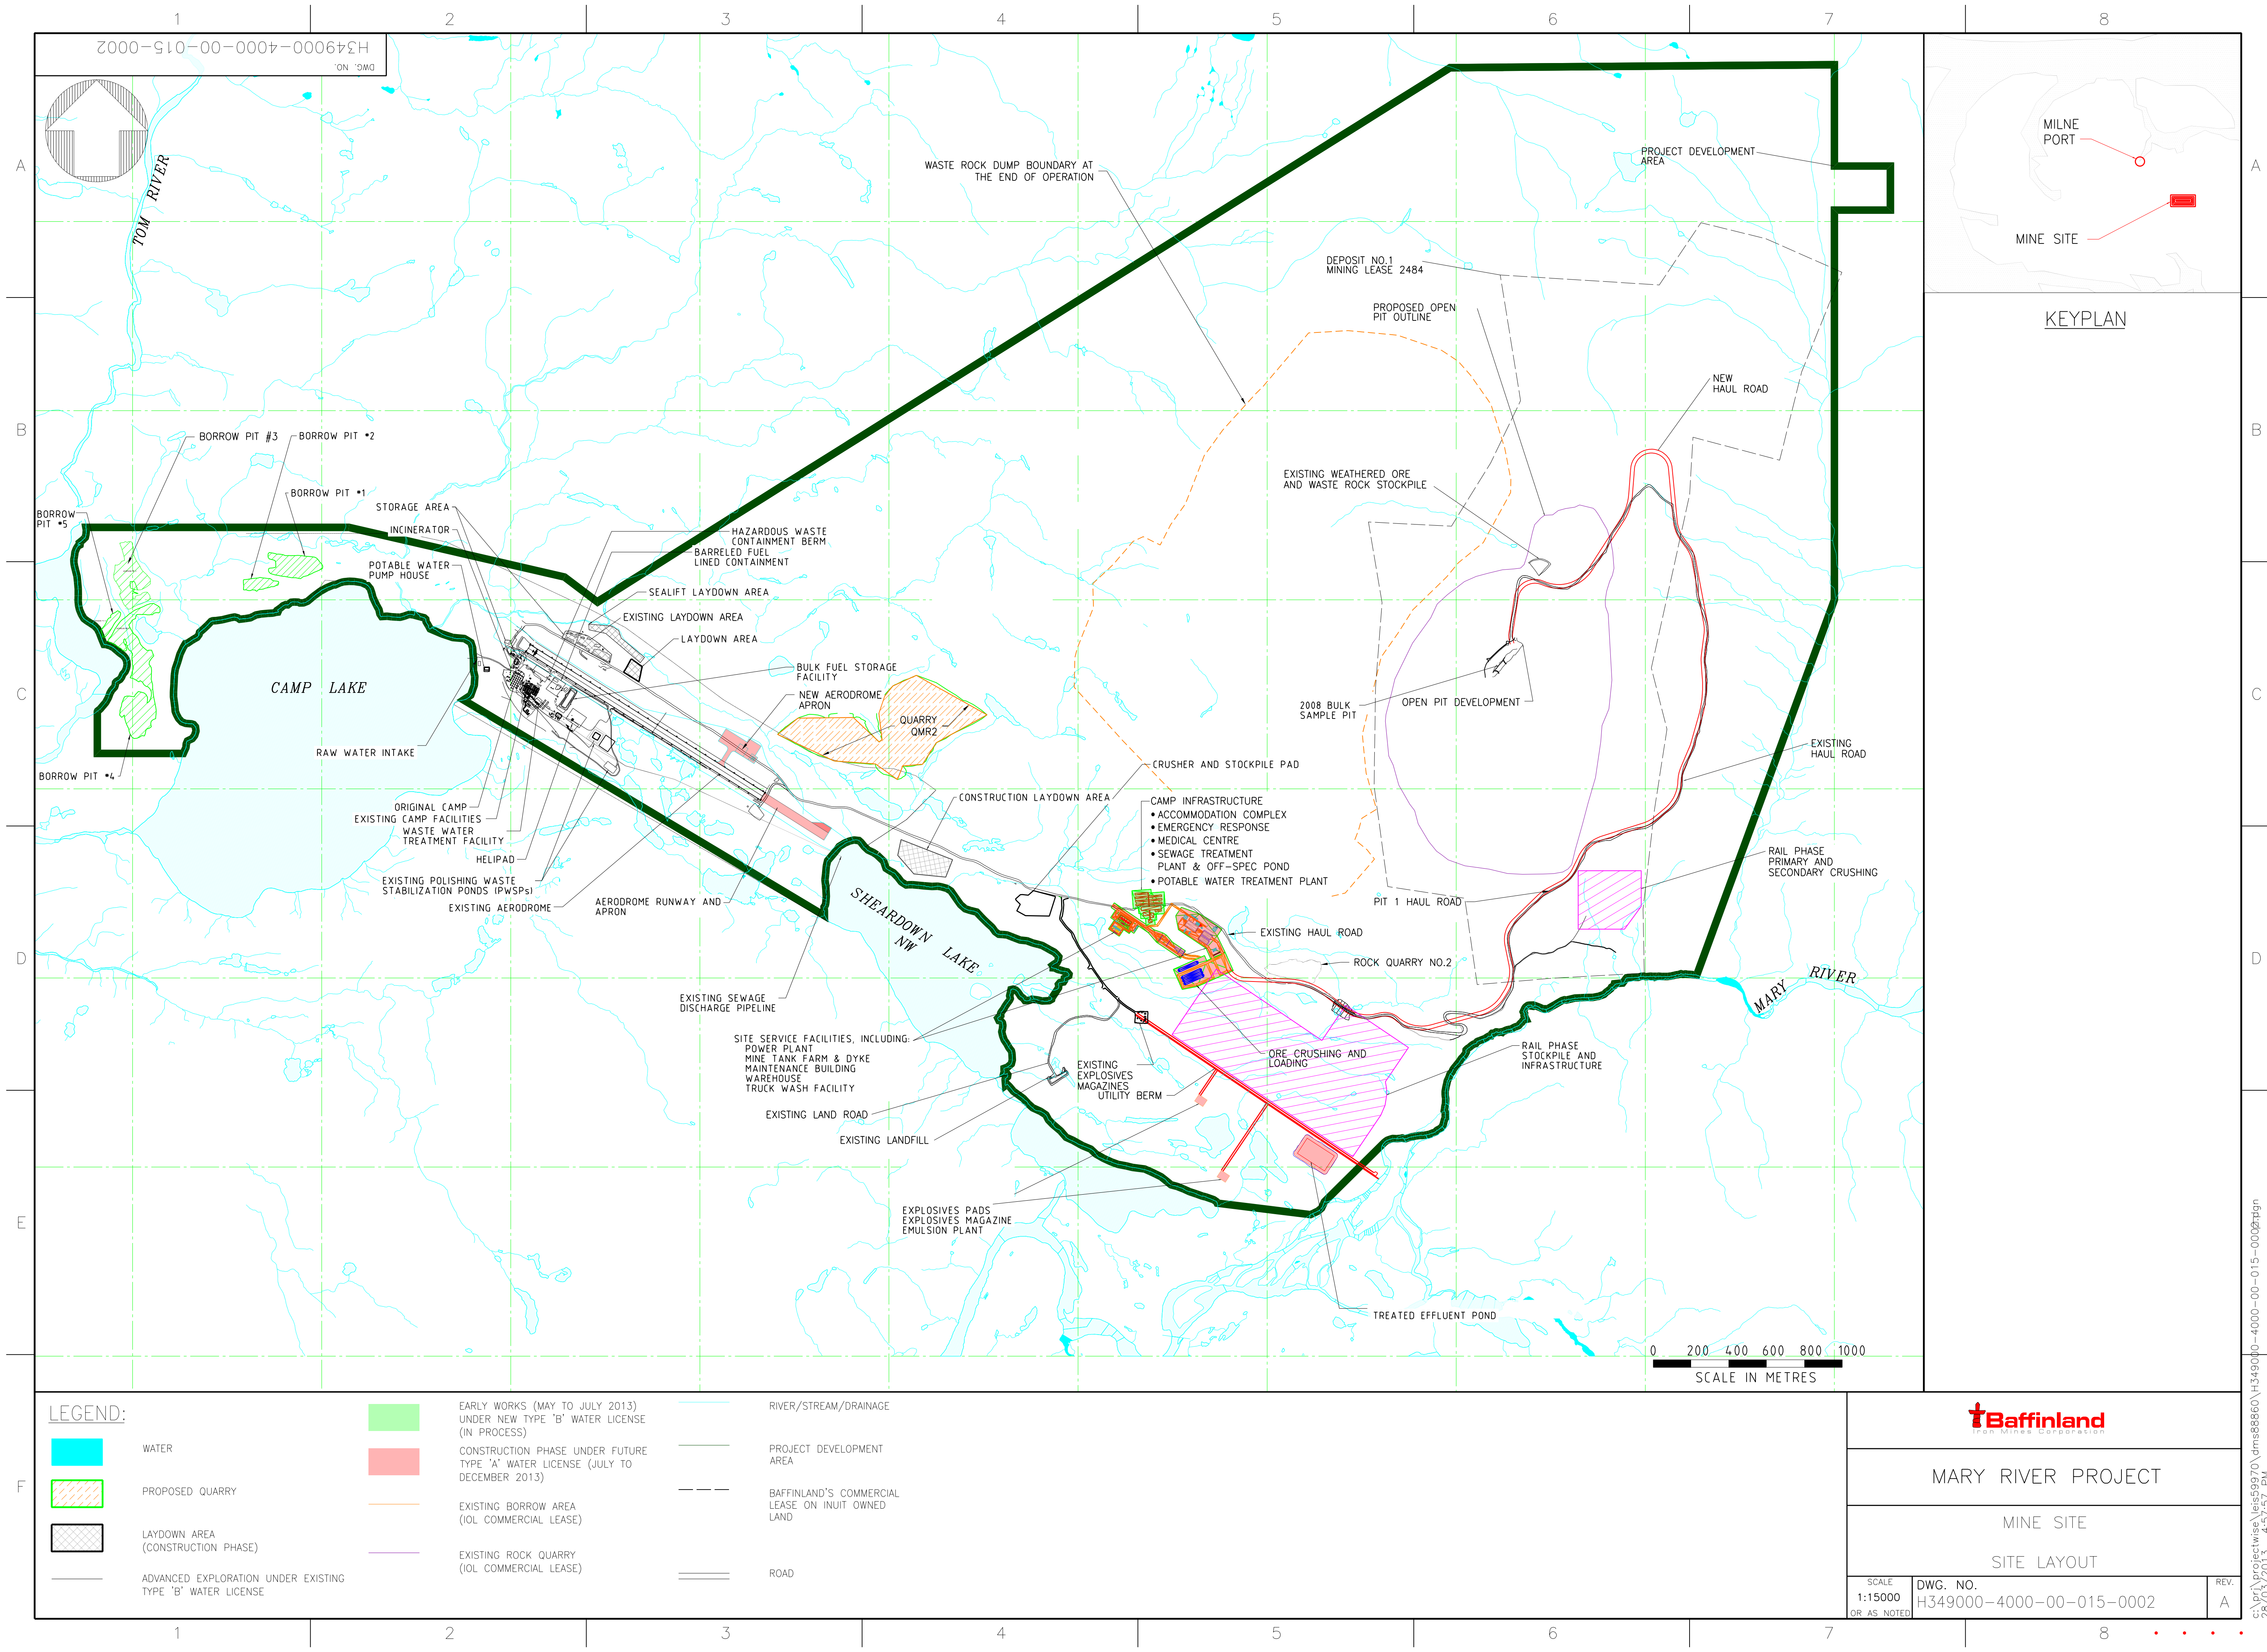 1 2 3 4 5 6 7 8
DWG. NO.
H349000-4000-00-015-0002
A
B
C
D
E
F
A
B
C
D
TOM RIVER
WASTE ROCK DUMP BOUNDARY AT
THE END OF OPERATION
PROJECT DEVELOPMENT
AREA
DEPOSIT NO.1
MINING LEASE 2484
PROPOSED OPEN
PIT OUTLINE
NEW
HAUL ROAD
EXISTING WEATHERED ORE
AND WASTE ROCK STOCKPILE
BORROW PIT #3
BORROW PIT *2
BORROW PIT *1
BORROW
PIT *5
STORAGE AREA
INCINERATOR
POTABLE WATER
PUMP HOUSE
HAZARDOUS WASTE
CONTAINMENT BERM
BARRELED FUEL
LINED CONTAINMENT
SEALIFT LAYDOWN AREA
EXISTING LAYDOWN AREA
LAYDOWN AREA
BULK FUEL STORAGE
FACILITY
NEW AERODROME
APRON
QUARRY
QMR2
CAMP LAKE
RAW WATER INTAKE
BORROW PIT *4
2008 BULK
SAMPLE PIT
OPEN PIT DEVELOPMENT
EXISTING
HAUL ROAD
CRUSHER AND STOCKPILE PAD
CONSTRUCTION LAYDOWN AREA
ORIGINAL CAMP
EXISTING CAMP FACILITIES
WASTE WATER
TREATMENT FACILITY
HELIPAD
EXISTING POLISHING WASTE
STABILIZATION PONDS (PWSPs)
EXISTING AERODROME
AERODROME RUNWAY AND
APRON
CAMP INFRASTRUCTURE
• ACCOMMODATION COMPLEX
• EMERGENCY RESPONSE
• MEDICAL CENTRE
• SEWAGE TREATMENT
PLANT & OFF-SPEC POND
• POTABLE WATER TREATMENT PLANT
RAIL PHASE
PRIMARY AND
SECONDARY CRUSHING
PIT 1 HAUL ROAD
SHEARDOWN LAKE
NW
EXISTING HAUL ROAD
ROCK QUARRY NO.2
MARY RIVER
EXISTING SEWAGE
DISCHARGE PIPELINE
SITE SERVICE FACILITIES, INCLUDING:
POWER PLANT
MINE TANK FARM & DYKE
MAINTENANCE BUILDING
WAREHOUSE
TRUCK WASH FACILITY
EXISTING
EXPLOSIVES
MAGAZINES
UTILITY BERM
ORE CRUSHING AND
LOADING
RAIL PHASE
STOCKPILE AND
INFRASTRUCTURE
EXISTING LAND ROAD
EXISTING LANDFILL
EXPLOSIVES PADS
EXPLOSIVES MAGAZINE
EMULSION PLANT
TREATED EFFLUENT POND
0 200 400 600 800 1000
SCALE IN METRES
MILNE
PORT
MINE SITE
KEYPLAN
LEGEND:
WATER
PROPOSED QUARRY
LAYDOWN AREA
(CONSTRUCTION PHASE)
ADVANCED EXPLORATION UNDER EXISTING
TYPE 'B' WATER LICENSE
EARLY WORKS (MAY TO JULY 2013)
UNDER NEW TYPE 'B' WATER LICENSE
(IN PROCESS)
CONSTRUCTION PHASE UNDER FUTURE
TYPE 'A' WATER LICENSE (JULY TO
DECEMBER 2013)
EXISTING BORROW AREA
(IOL COMMERCIAL LEASE)
EXISTING ROCK QUARRY
(IOL COMMERCIAL LEASE)
RIVER/STREAM/DRAINAGE
PROJECT DEVELOPMENT
AREA
BAFFINLAND'S COMMERCIAL
LEASE ON INUIT OWNED
LAND
ROAD
Baffinland
Iron Mines Corporation
MARY RIVER PROJECT
MINE SITE
SITE LAYOUT
SCALE
1:15000
OR AS NOTED
DWG. NO.
H349000-4000-00-015-0002
REV.
A
1 2 3 4 5 6 7 8